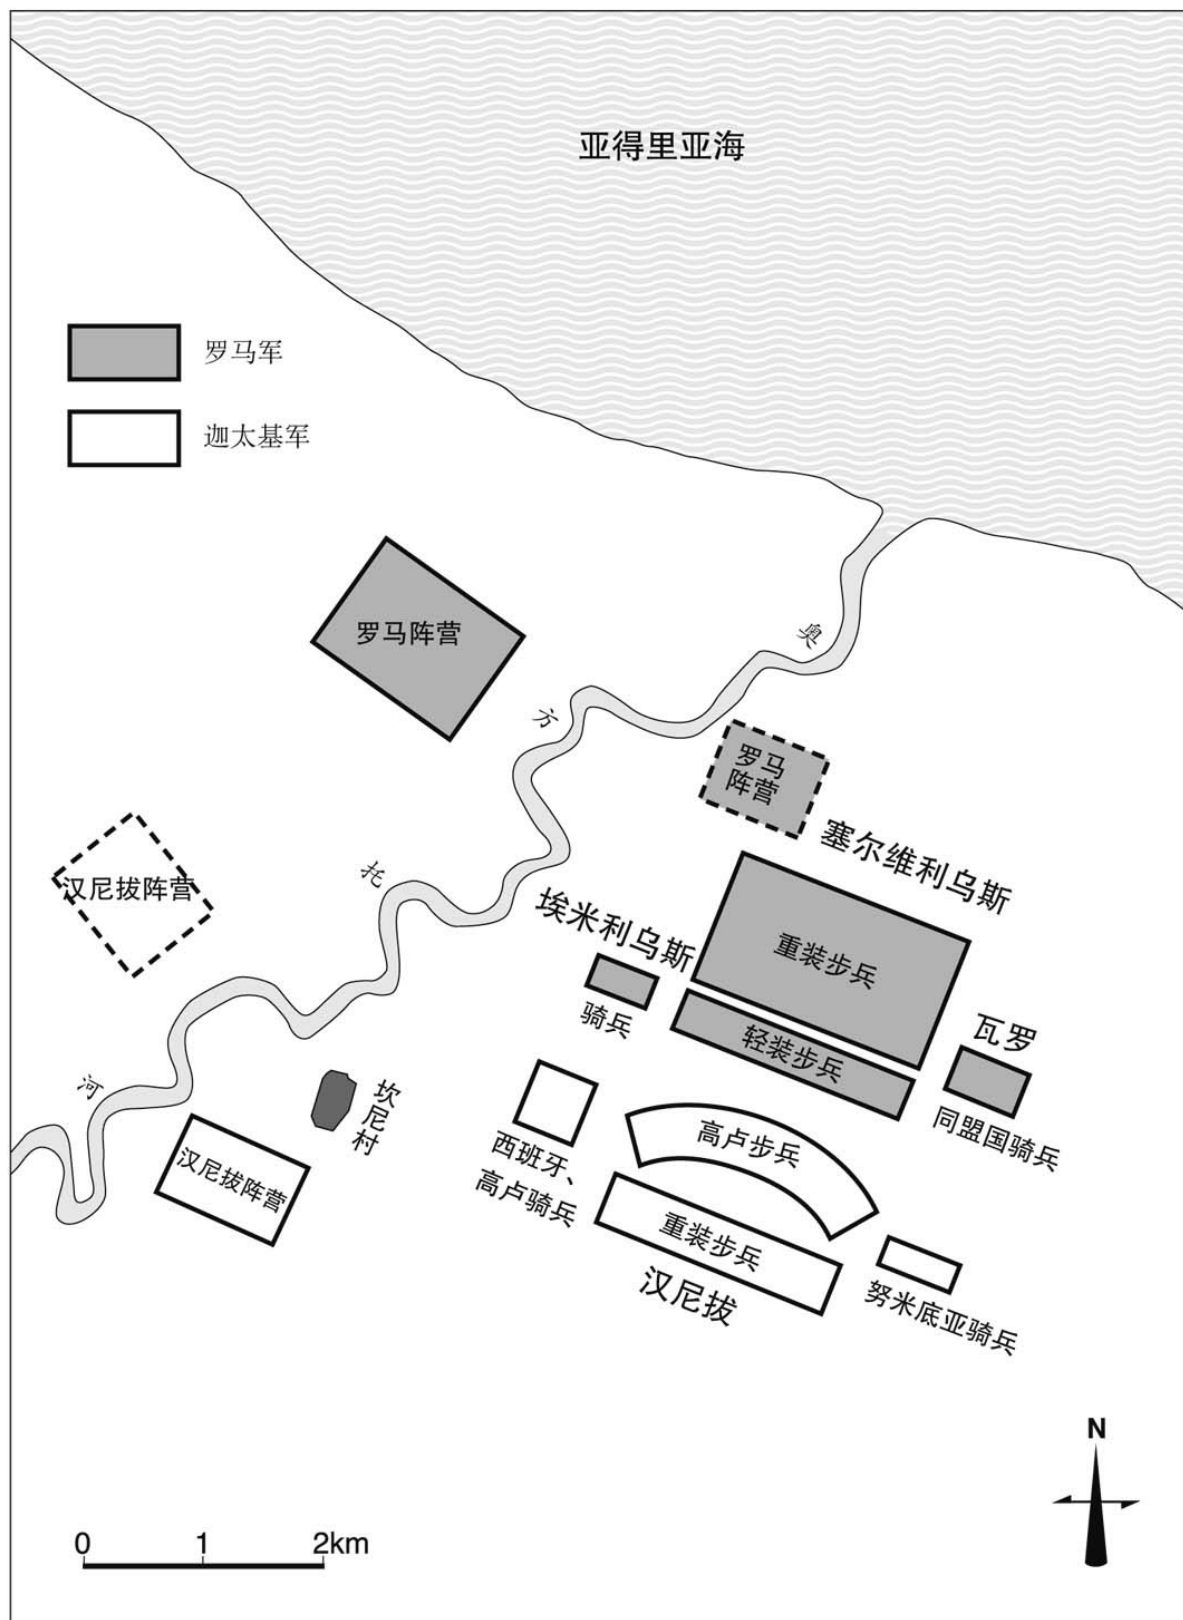 亚得里亚海
罗马军
迦太基军
罗马阵营
奥
方
托
河
罗马
阵营
塞尔维利乌斯
汉尼拔阵营
埃米利乌斯
重装步兵
骑兵
轻装步兵
瓦罗
同盟国骑兵
坎尼村
汉尼拔阵营
西班牙、
高卢骑兵
高卢步兵
重装步兵
汉尼拔
努米底亚骑兵
N
0 1 2km